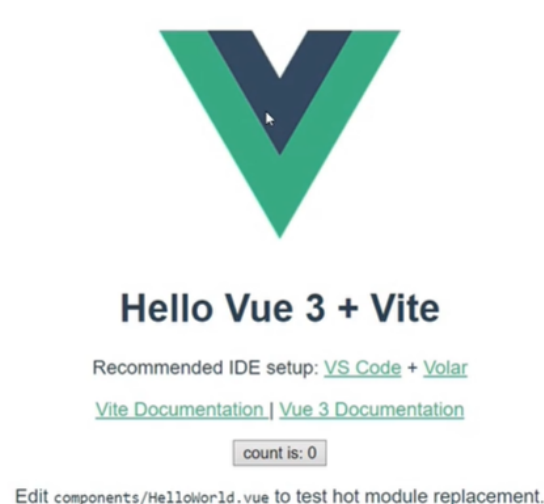 Hello Vue 3 + Vite
Recommended IDE setup: VS Code + Volar
Vite Documentation | Vue 3 Documentation
count is: 0
Edit components/HelloWorld.vue to test hot module replacement.